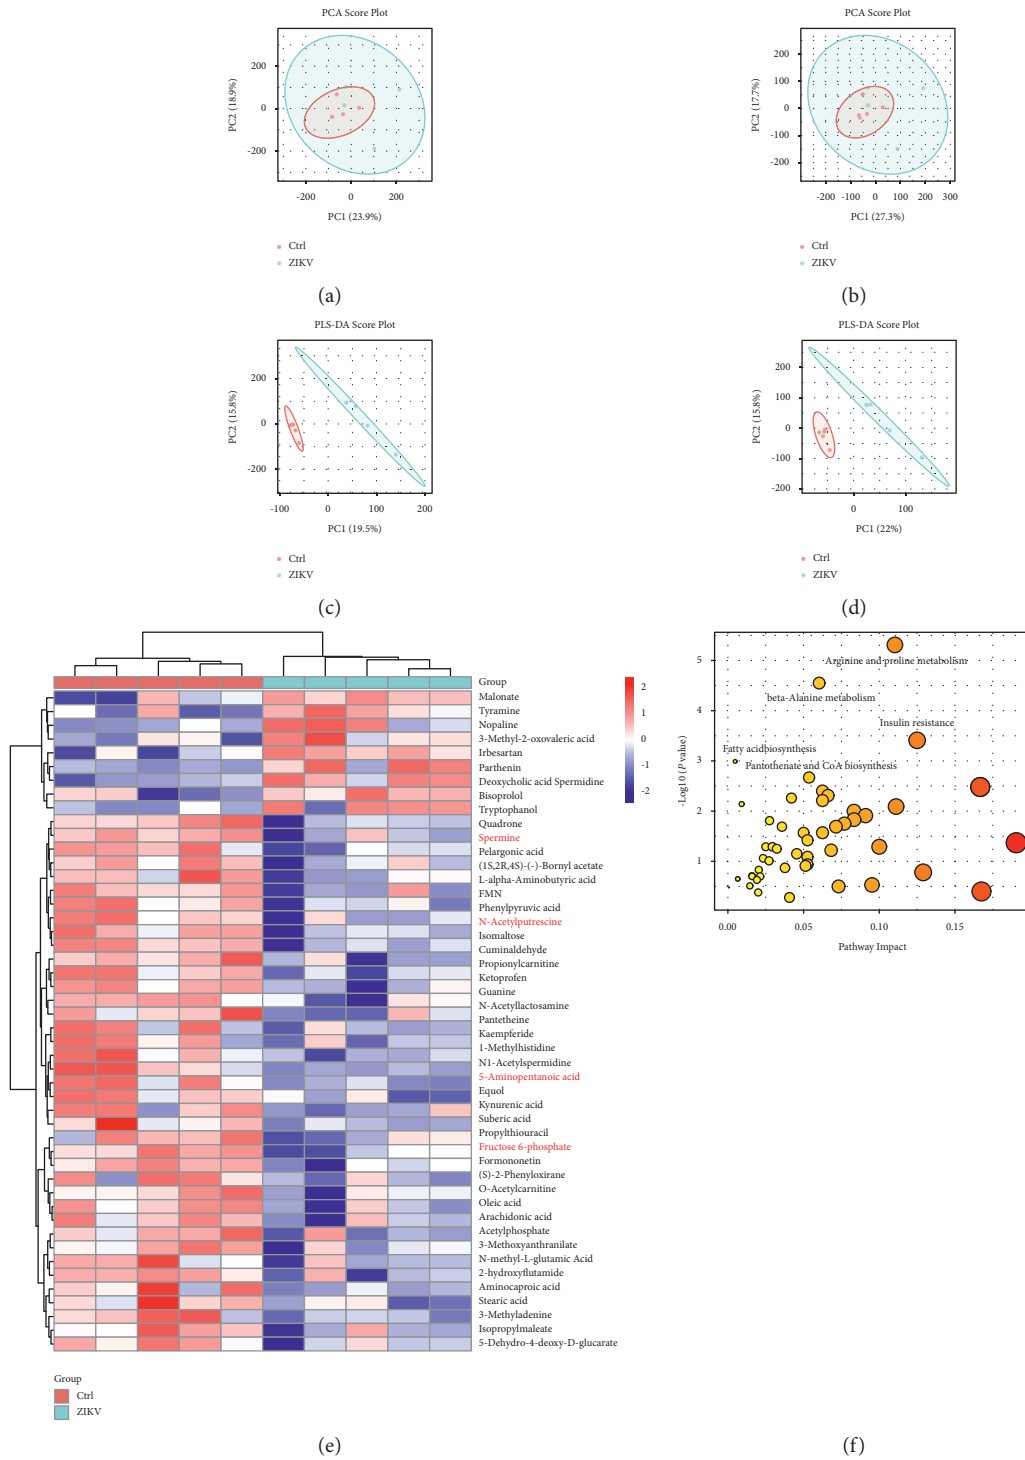 PCA Score Plot
PC2 (18.9%)
200
0
-200
-200
0
200
PC1 (23.9%)
Ctrl
ZIKV
(a)
PCA Score Plot
PC2 (17.7%)
200
100
0
-100
-200
-200
-100
0
100
200
300
PC1 (27.3%)
Ctrl
ZIKV
(b)
PLS-DA Score Plot
PC2 (15.8%)
200
0
-200
-100
0
100
200
PC1 (19.5%)
Ctrl
ZIKV
(c)
PLS-DA Score Plot
PC2 (15.8%)
200
100
0
-100
-200
0
100
PC1 (22%)
Ctrl
ZIKV
(d)
Group
Malonate
Tyramine
Nopaline
3-Methyl-2-oxovaleric acid
Irbesartan
Parthenin
Deoxycholic acid Spermidine
Bisoprolol
Tryptophanol
Quadrone
Spermine
Pelargonic acid
(1S,2R,4S)-(-)-Bornyl acetate
L-alpha-Aminobutyric acid
FMN
Phenylpyruvic acid
N-Acetylputrescine
Isomaltose
Cuminaldehyde
Propionylcarnitine
Ketoprofen
Guanine
N-Acetyllactosamine
Pantetheine
Kaempferide
1-Methylhistidine
N1-Acetylspermidine
5-Aminopentanoic acid
Equol
Kynurenic acid
Suberic acid
Propylthiouracil
Fructose 6-phosphate
Formononetin
(S)-2-Phenyloxirane
O-Acetylcarnitine
Oleic acid
Arachidonic acid
Acetylphosphate
3-Methoxyanthranilate
N-methyl-L-glutamic Acid
2-hydroxyflutamide
Aminocaproic acid
Stearic acid
3-Methyladenine
Isopropylmaleate
5-Dehydro-4-deoxy-D-glucarate
2
1
0
-1
-2
Group
Ctrl
ZIKV
(e)
-Log10 (P value)
5
4
3
2
1
Arginine and proline metabolism
beta-Alanine metabolism
Insulin resistance
Fatty acidbiosynthesis
Pantothenate and CoA biosynthesis
0.00
0.05
0.10
0.15
Pathway Impact
(f)